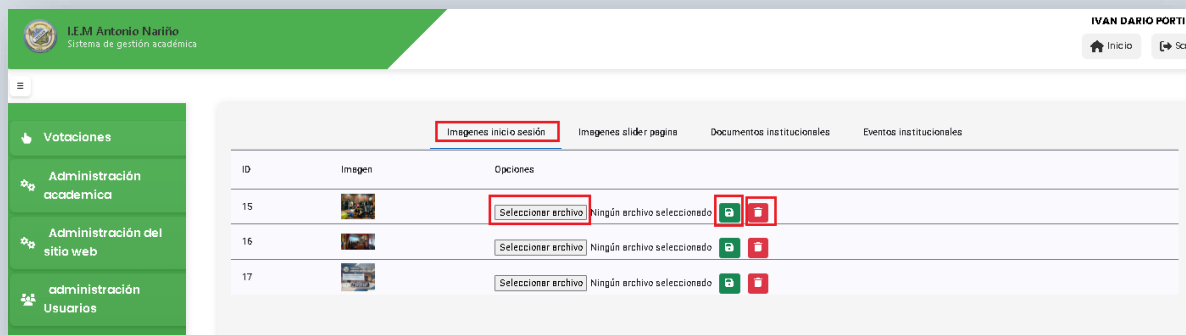 I.E.M Antonio Nariño
Sistema de gestión académica
IVAN DARIO PORTI
Inicio
Sa
Votaciones
Administración
academica
Administración del
sitio web
administración
Usuarios
Imagenes inicio sesión Imagenes slider pagina Documentos institucionales Eventos institucionales
ID Imagen Opciones
15 Seleccionar archivo Ningún archivo seleccionado
16 Seleccionar archivo Ningún archivo seleccionado
17 Seleccionar archivo Ningún archivo seleccionado